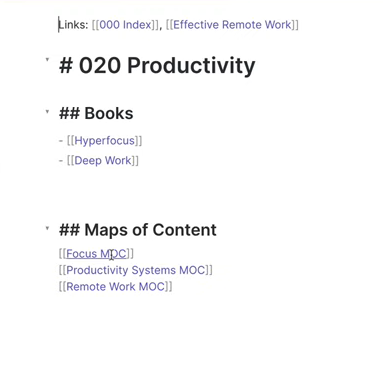 Links: [[000 Index]], [[Effective Remote Work]]
# 020 Productivity
## Books
- [[Hyperfocus]]
- [[Deep Work]]
## Maps of Content
[[Focus MOC]]
[[Productivity Systems MOC]]
[[Remote Work MOC]]